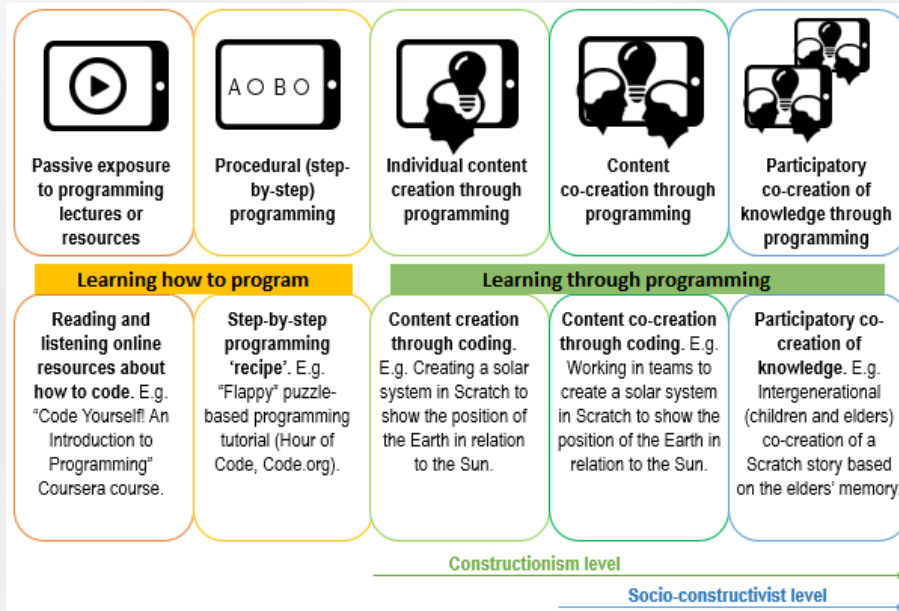 A O B O
Passive exposure
to programming
lectures or
resources
Procedural (step-
by-step)
programming
Individual content
creation through
programming
Content
co-creation through
programming
Participatory
co-creation of
knowledge through
programming
Learning how to program
Learning through programming
Reading and
listening online
resources about
how to code. E.g.
“Code Yourself! An
Introduction to
Programming”
Coursera course.
Step-by-step
programming
‘recipe’. E.g.
“Flappy” puzzle-
based programming
tutorial (Hour of
Code, Code.org).
Content creation
through coding.
E.g. Creating a solar
system in Scratch to
show the position of
the Earth in relation
to the Sun.
Content co-creation
through coding. E.g.
Working in teams to
create a solar system
in Scratch to show the
position of the Earth in
relation to the Sun.
Participatory co-
creation of
knowledge. E.g.
Intergenerational
(children and elders)
co-creation of a
Scratch story based
on the elders’ memory.
Constructionism level
Socio-constructivist level